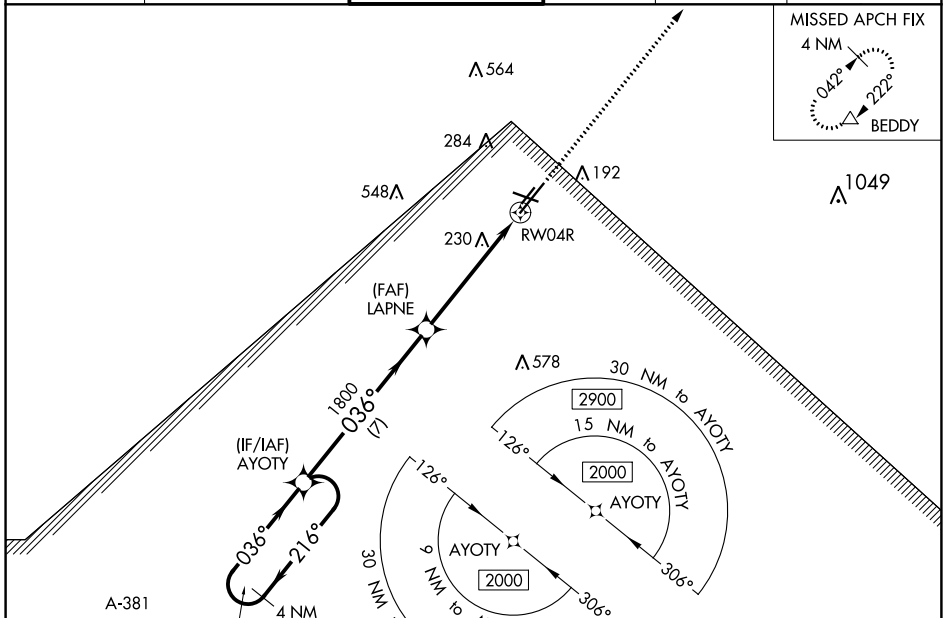 MISSED APCH FIX
4 NM
042°
222°
BEDDY
564
284
192
548
1049
230
RW04R
(FAF)
LAPNE
578
1800
036°
(7)
30 NM to AYOTY
2900
15 NM to AYOTY
126°
2000
AYOTY
306°
(IF/IAF)
AYOTY
036°
216°
4 NM
126°
AYOTY
2000
9 NM to
30 NM
306°
A-381